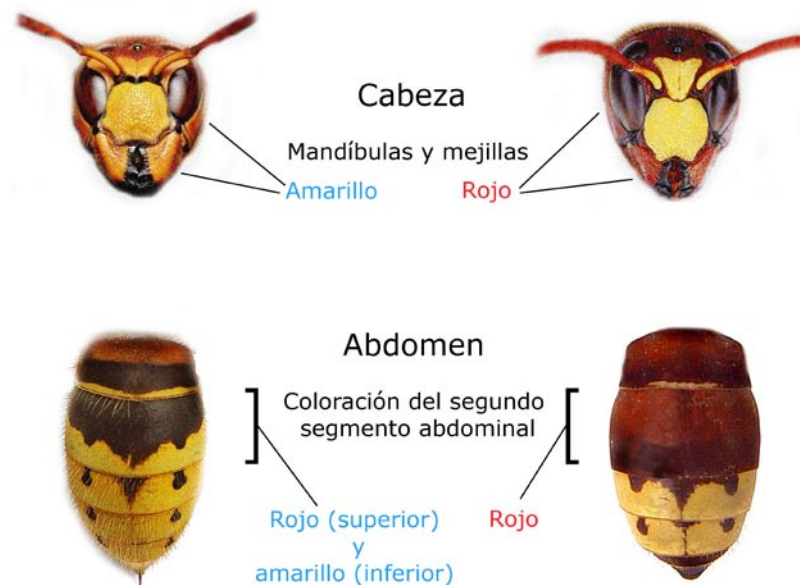 Cabeza
Mandíbulas y mejillas
Amarillo
Rojo
Abdomen
Coloración del segundo
segmento abdominal
Rojo (superior)
y
amarillo (inferior)
Rojo